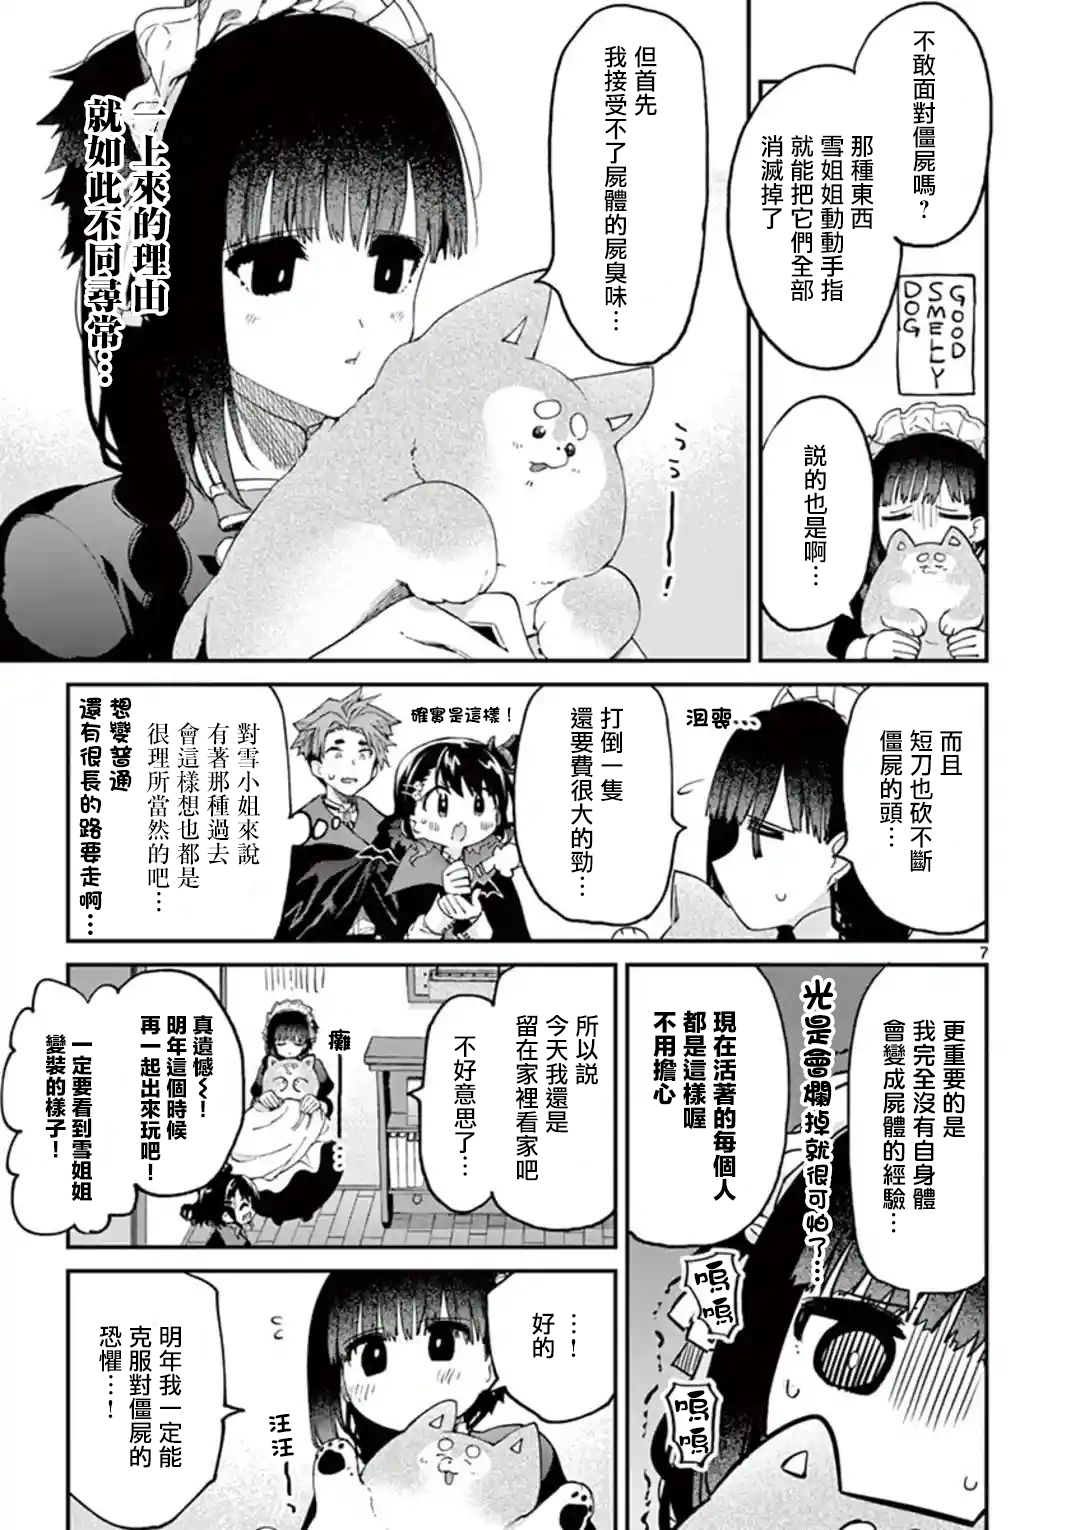 不敢面對僵屍嗎?
那種東西
雪姐姐動動手指
就能把它們全部
消滅掉了
GOOD
SMELLY
DOG
說的也是啊…
但首先
我接受不了屍體的屍臭味…
一上來的理由
就如此不同尋常…
而且
短刀也砍不斷
僵屍的頭…
沮喪…
打倒一隻
還要費很大的勁…
確實是這樣!
對雪小姐來說
有著那種過去
會這樣想也都是
很理所當然的吧…
想變普通
還有很長的路要走啊…
7
更重要的是
我完全沒有自身體
會變成屍體的經驗…
光是會爛掉就很可怕了…
現在活著的每個人
都是這樣喔
不用擔心
嗚嗚
嗚嗚
所以說
今天我還是
留在家裡看家吧
不好意思了…
癱
真遺憾~!
明年這個時候
再一起出來玩吧!
一定要看到雪姐姐
變裝的樣子!
…!
好的
汪汪
明年我一定能
克服對僵屍的
恐懼…!